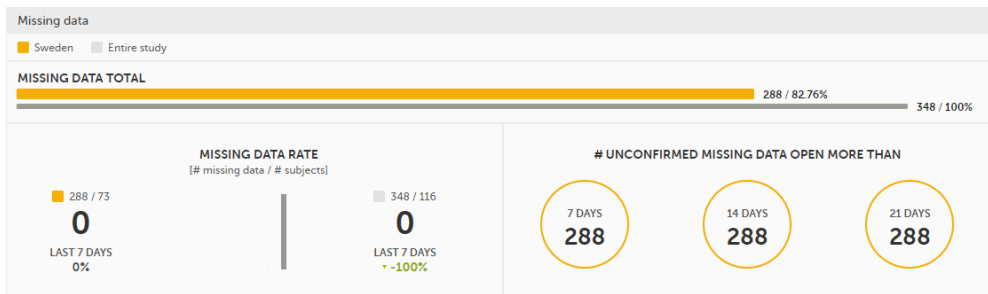 Missing data
Sweden Entire study
MISSING DATA TOTAL
288 / 82.76%
348 / 100%
MISSING DATA RATE
[# missing data / # subjects]
288 / 73
0
LAST 7 DAYS
0%
348 / 116
0
LAST 7 DAYS
-100%
# UNCONFIRMED MISSING DATA OPEN MORE THAN
7 DAYS
288
14 DAYS
288
21 DAYS
288